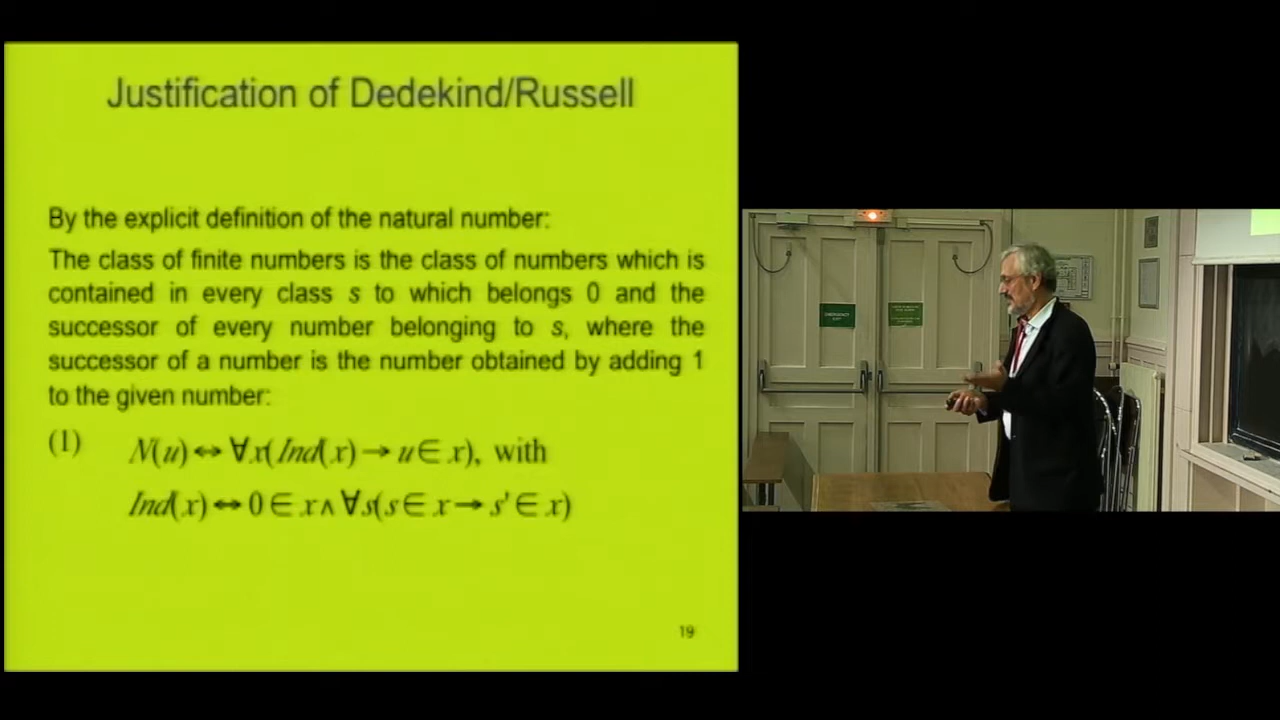 Justification of Dedekind/Russell
By the explicit definition of the natural number:
The class of finite numbers is the class of numbers which is
contained in every class s to which belongs 0 and the
successor of every number belonging to s, where the
successor of a number is the number obtained by adding 1
to the given number:
(1) N(u) ↔ ∀x(Ind(x) → u ∈ x), with
Ind(x) ↔ 0 ∈ x ∧ ∀s(s ∈ x → s' ∈ x)
19
EMERGENCY